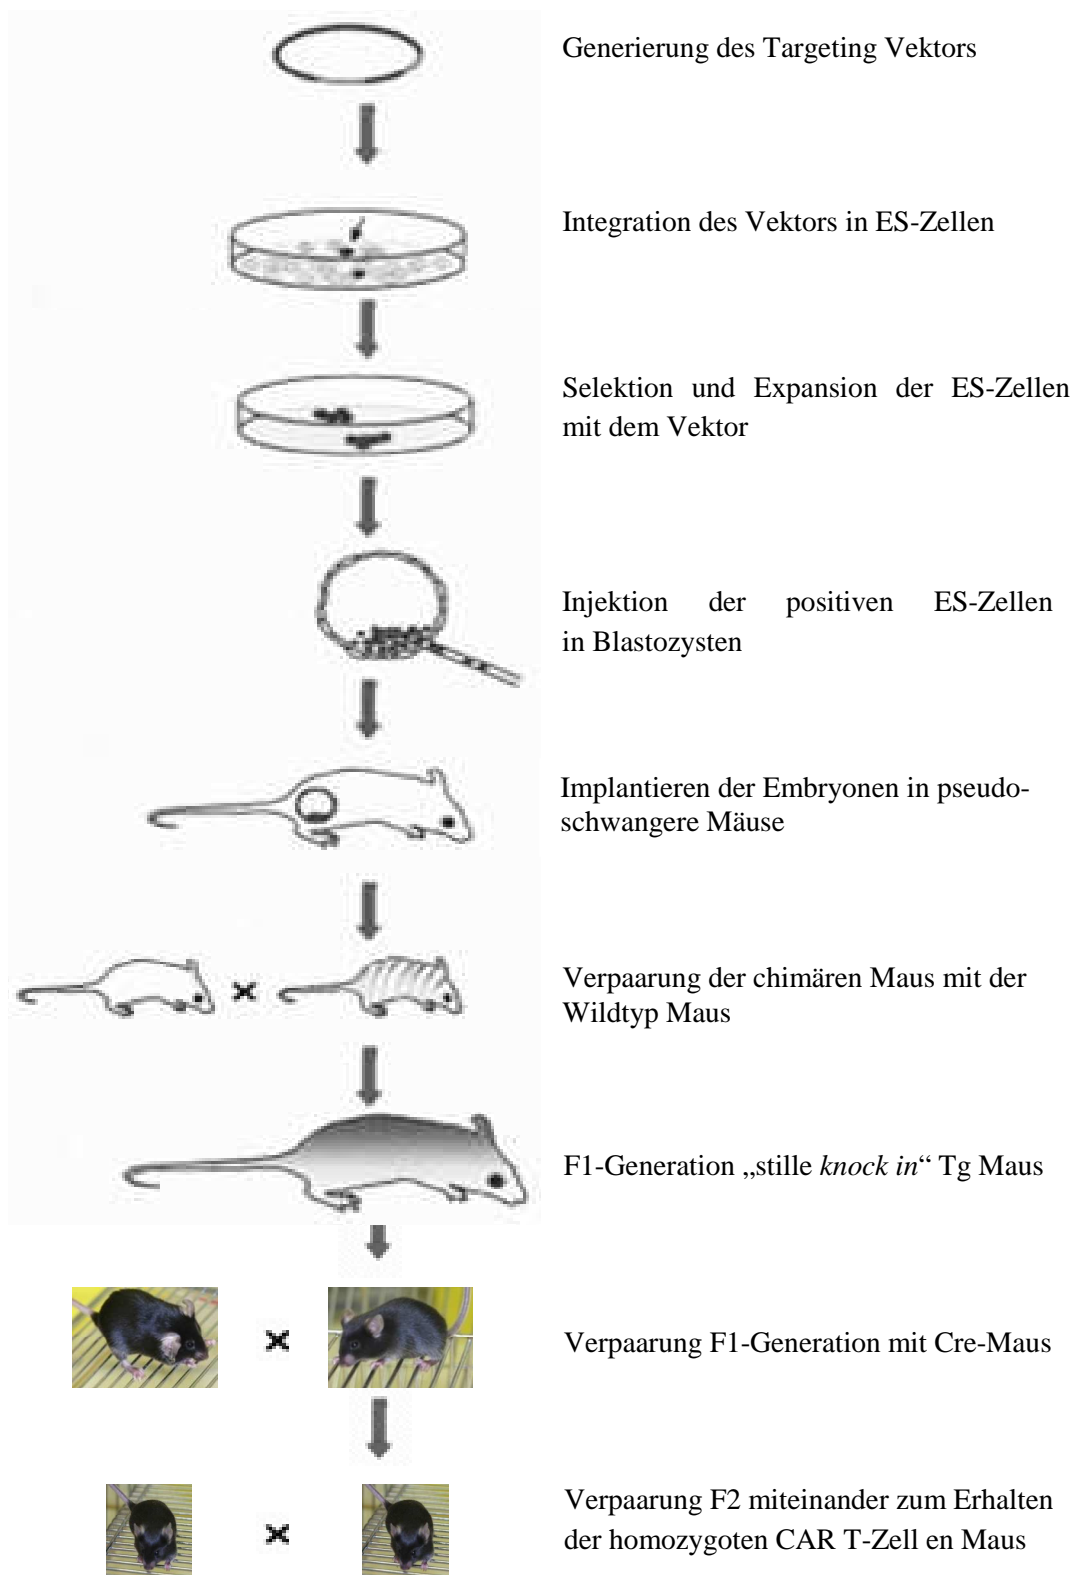 Generierung des Targeting Vektors
Integration des Vektors in ES-Zellen
Selektion und Expansion der ES-Zellen
mit dem Vektor
Injektion der positiven ES-Zellen
in Blastozysten
Implantieren der Embryonen in pseudo-
schwangere Mäuse
Verpaarung der chimären Maus mit der
Wildtyp Maus
F1-Generation „stille knock in“ Tg Maus
Verpaarung F1-Generation mit Cre-Maus
Verpaarung F2 miteinander zum Erhalten
der homozygoten CAR T-Zell en Maus